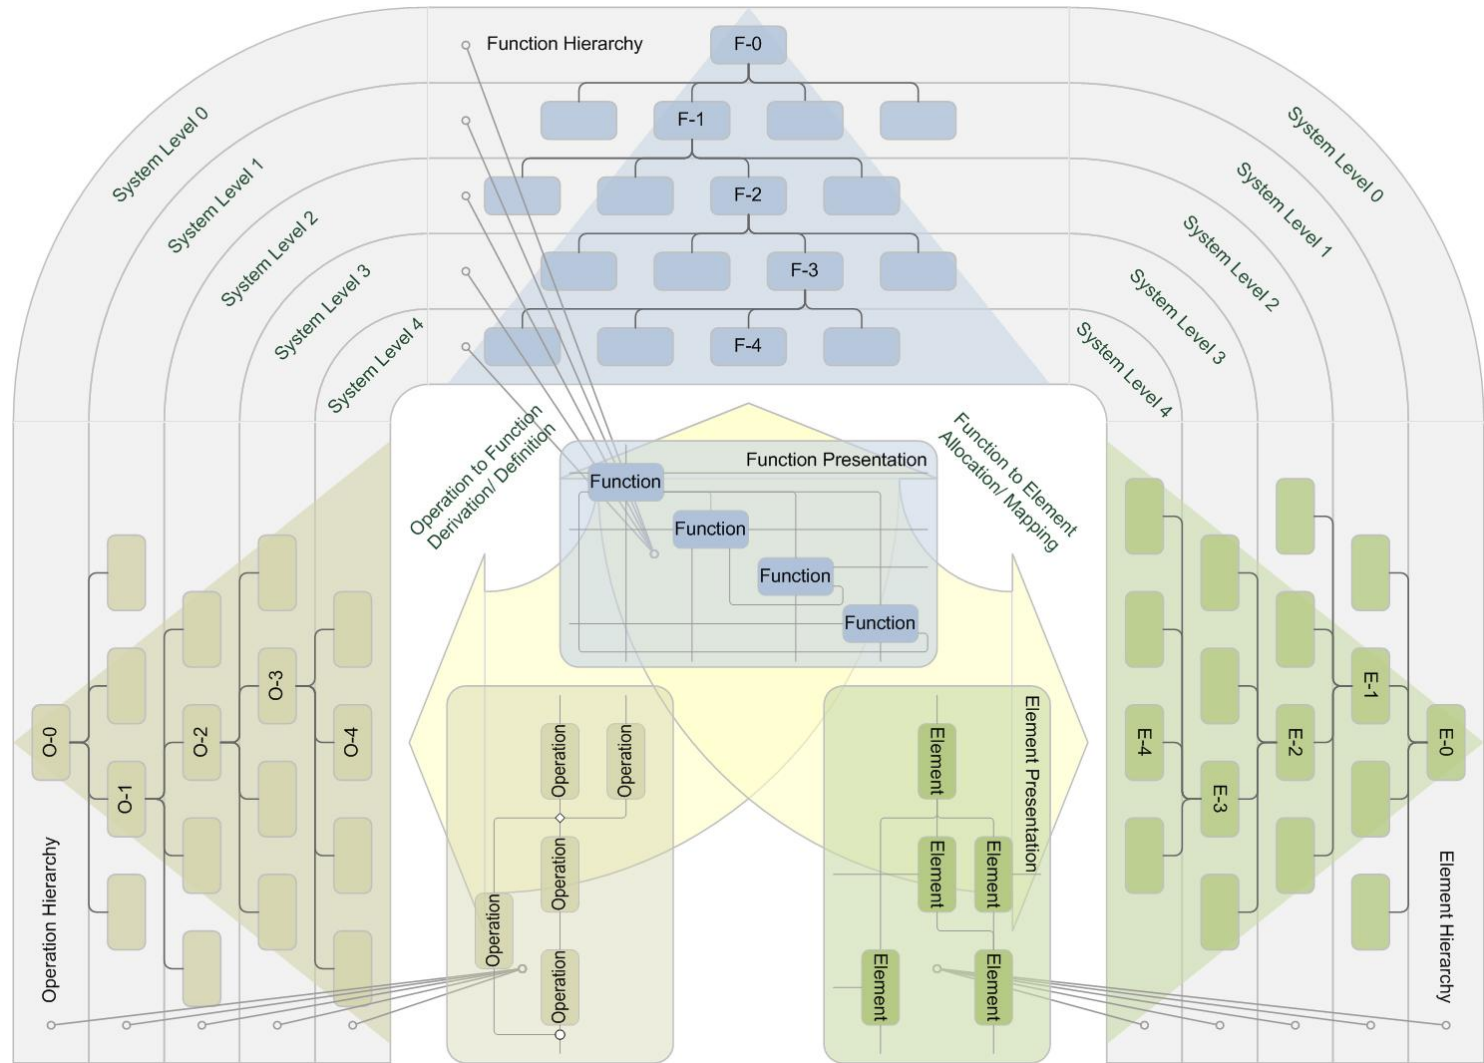 Function Hierarchy
F-0
F-1
F-2
F-3
F-4
System Level 0
System Level 1
System Level 2
System Level 3
System Level 4
System Level 0
System Level 1
System Level 2
System Level 3
System Level 4
Operation to Function
Derivation/ Definition
Function to Element
Allocation/ Mapping
Function Presentation
Function
Function
Function
Function
O-0
O-1
O-2
O-3
O-4
Operation Hierarchy
Operation
Operation
Operation
Operation
Operation
Element Presentation
Element
Element
Element
Element
Element
E-4
E-3
E-2
E-1
E-0
Element Hierarchy